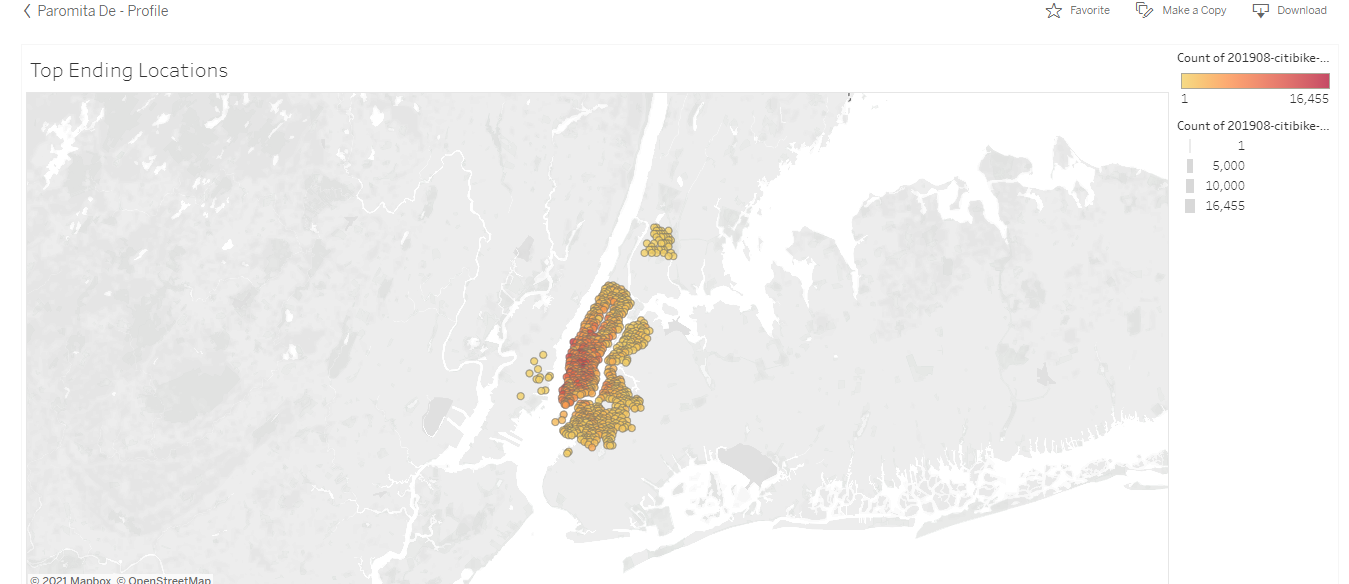 Paromita De - Profile
Favorite
Make a Copy
Download
Top Ending Locations
Count of 201908-citibike-...
1
16,455
Count of 201908-citibike-...
1
5,000
10,000
16,455
© 2021 Mapbox © OpenStreetMap